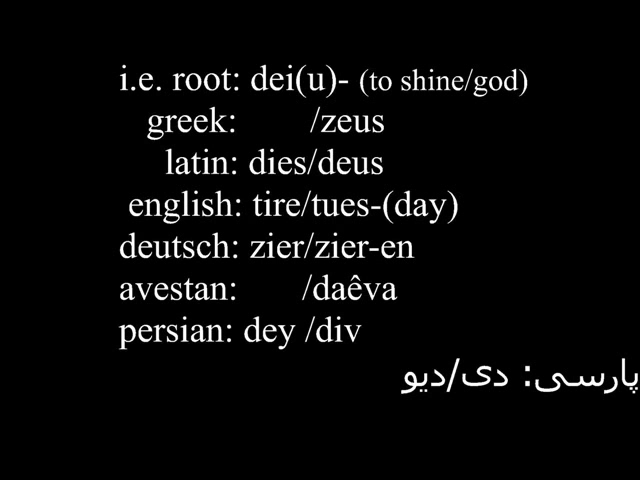 i.e. root: dei(u)- (to shine/god)
greek: /zeus
latin: dies/deus
english: tire/tues-(day)
deutsch: zier/zier-en
avestan: /daêva
persian: dey /div
پارسی: دی/دیو